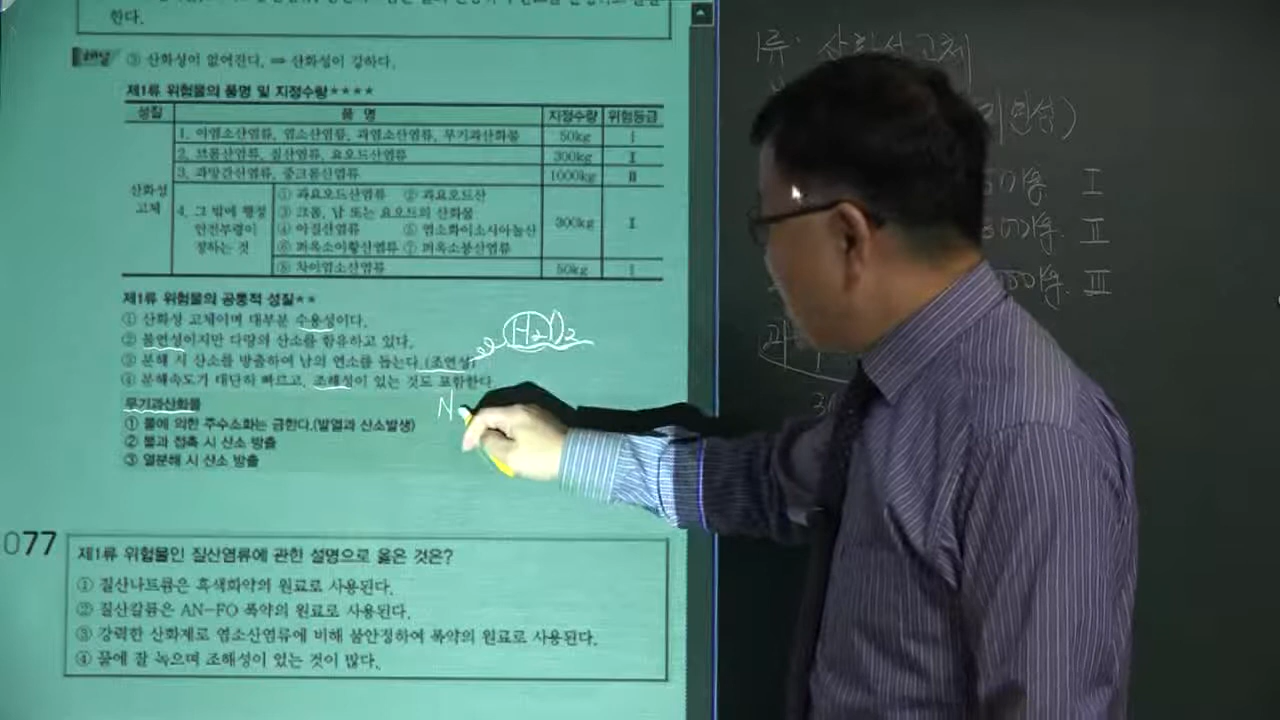 한다.
해설 ③ 산화성이 없어진다. ⇒ 산화성이 강하다.
제1류 위험물의 품명 및 지정수량★★★★
성질 품 명 지정수량 위험등급
산화성 고체
1. 아염소산염류, 염소산염류, 과염소산염류, 무기과산화물 50kg Ⅰ
2. 브롬산염류, 질산염류, 요오드산염류 300kg Ⅱ
3. 과망간산염류, 중크롬산염류 1000kg Ⅲ
4. 그 밖에 행정안전부령이 정하는 것
① 과요오드산염류 ② 과요오드산
③ 크롬, 납 또는 요오드의 산화물
④ 아질산염류 ⑤ 염소화이소시아눌산
⑥ 퍼옥소이황산염류 ⑦ 퍼옥소붕산염류
300kg Ⅱ
⑧ 차아염소산염류 50kg Ⅰ
제1류 위험물의 공통적 성질★★
① 산화성 고체이며 대부분 수용성이다.
② 불연성이지만 다량의 산소를 함유하고 있다.
③ 분해 시 산소를 방출하여 남의 연소를 돕는다.(조연성)
④ 분해속도가 대단히 빠르고, 조해성이 있는 것도 포함한다.
H₂O₂
N
무기과산화물
① 물에 의한 주수소화는 금한다.(발열과 산소발생)
② 물과 접촉 시 산소 방출
③ 열분해 시 산소 방출
077
제1류 위험물인 질산염류에 관한 설명으로 옳은 것은?
① 질산나트륨은 흑색화약의 원료로 사용된다.
② 질산칼륨은 AN-FO 폭약의 원료로 사용된다.
③ 강력한 산화제로 염소산염류에 비해 불안정하여 폭약의 원료로 사용된다.
④ 물에 잘 녹으며 조해성이 있는 것이 많다.
1류: 산화성고체
Ⅰ
Ⅱ
Ⅲ